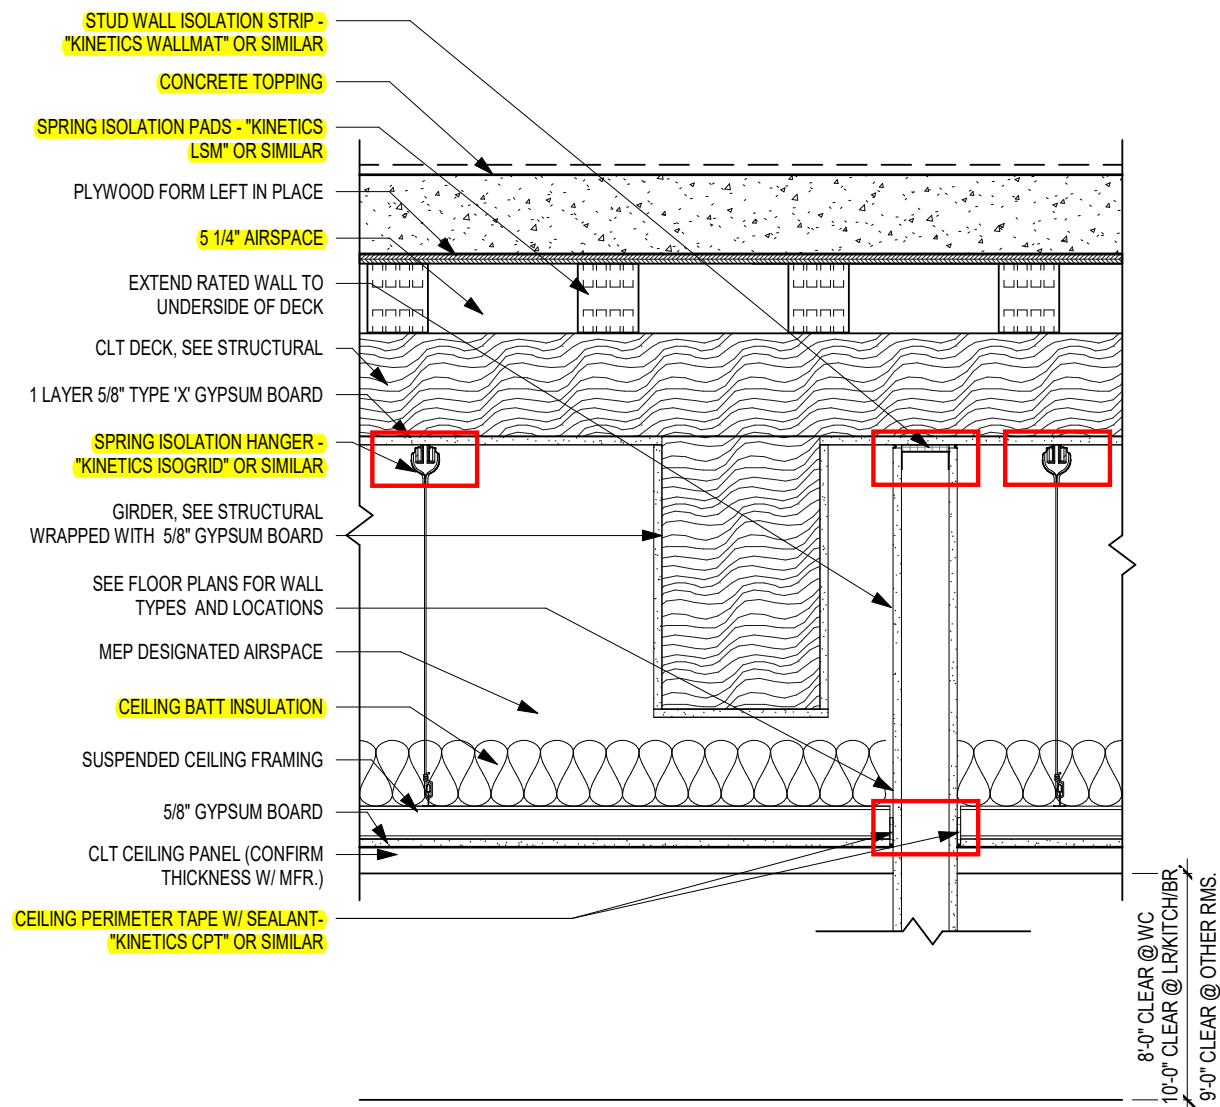 STUD WALL ISOLATION STRIP -
"KINETICS WALLMAT" OR SIMILAR
CONCRETE TOPPING
SPRING ISOLATION PADS - "KINETICS
LSM" OR SIMILAR
PLYWOOD FORM LEFT IN PLACE
5 1/4" AIRSPACE
EXTEND RATED WALL TO
UNDERSIDE OF DECK
CLT DECK, SEE STRUCTURAL
1 LAYER 5/8" TYPE 'X' GYPSUM BOARD
SPRING ISOLATION HANGER -
"KINETICS ISOGRID" OR SIMILAR
GIRDER, SEE STRUCTURAL
WRAPPED WITH 5/8" GYPSUM BOARD
SEE FLOOR PLANS FOR WALL
TYPES AND LOCATIONS
MEP DESIGNATED AIRSPACE
CEILING BATT INSULATION
SUSPENDED CEILING FRAMING
5/8" GYPSUM BOARD
CLT CEILING PANEL (CONFIRM
THICKNESS W/ MFR.)
CEILING PERIMETER TAPE W/ SEALANT-
"KINETICS CPT" OR SIMILAR
8'-0" CLEAR @ WC
10'-0" CLEAR @ LR/KITCH/BR
9'-0" CLEAR @ OTHER RMS.